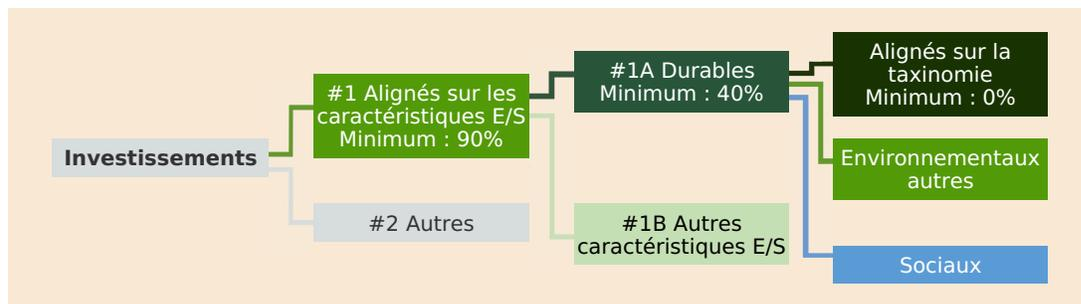 Investissements
#1 Alignés sur les
caractéristiques E/S
Minimum : 90%
#2 Autres
#1A Durables
Minimum : 40%
#1B Autres
caractéristiques E/S
Alignés sur la
taxinomie
Minimum : 0%
Environnementaux
autres
Sociaux